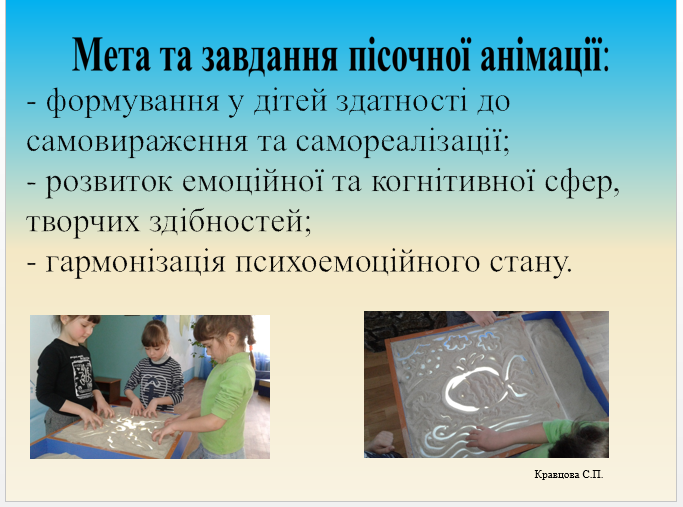 Мета та завдання пісочної анімації:
- формування у дітей здатності до
самовираження та самореалізації;
- розвиток емоційної та когнітивної сфер,
творчих здібностей;
- гармонізація психоемоційного стану.
Кравцова С.П.